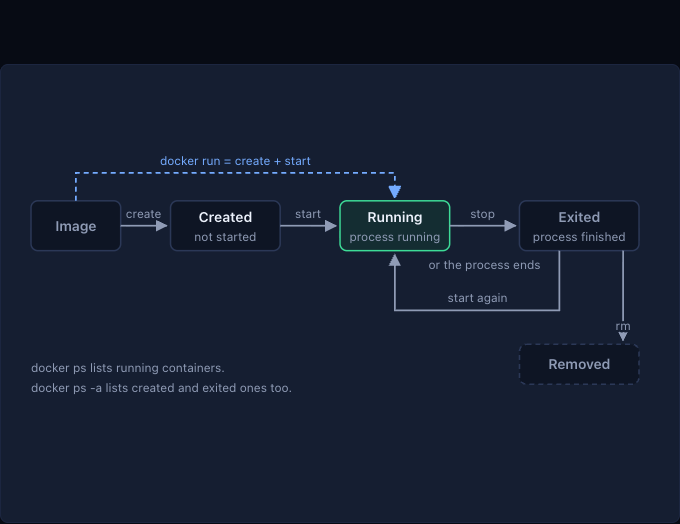 docker run = create + start
Image
create
Created
not started
start
Running
process running
stop
Exited
process finished
or the process ends
start again
rm
Removed
docker ps lists running containers.
docker ps -a lists created and exited ones too.